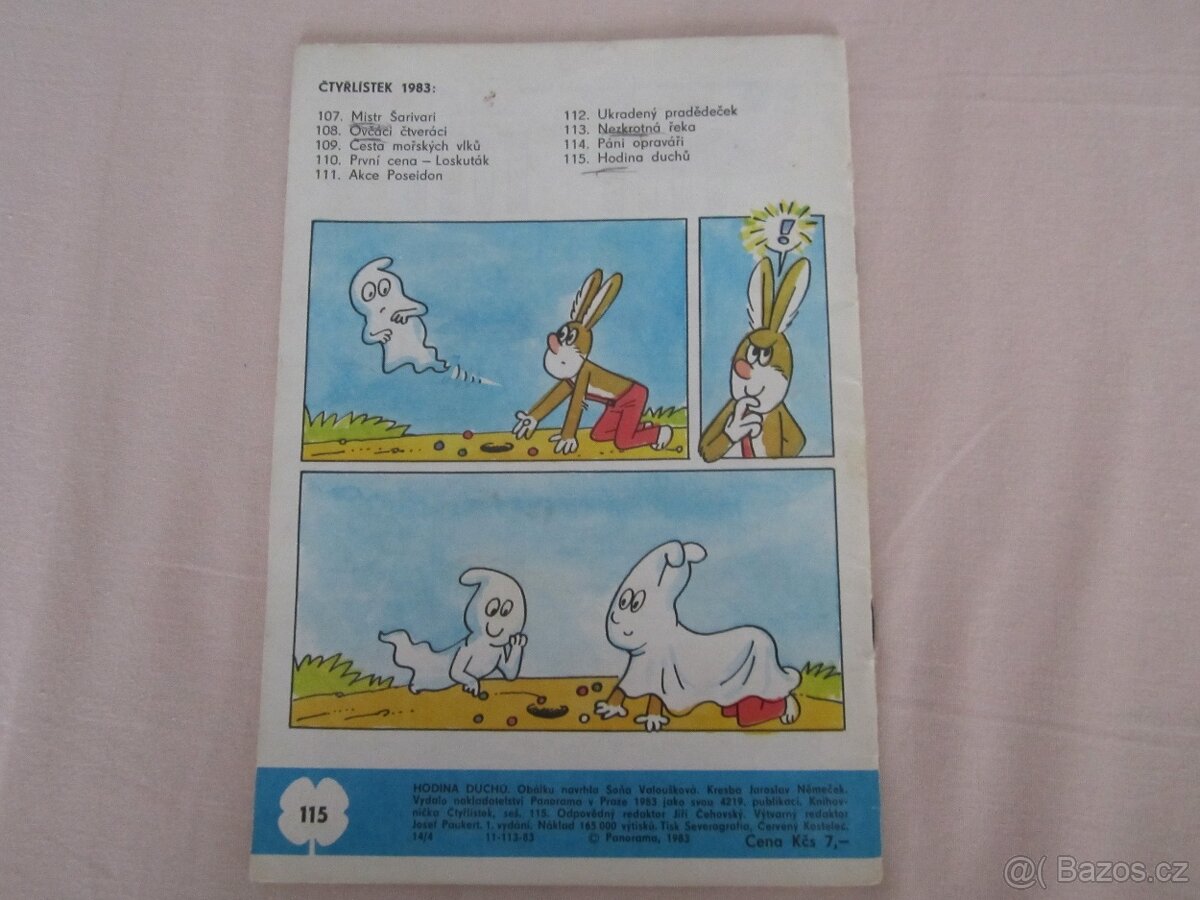 ČTYŘLÍSTEK 1983:
107. Mistr Šarivari
108. Ovčáčí čtveráci
109. Cesta mořských vlků
110. První cena – Loskuták
111. Akce Poseidon
112. Ukradený pradědeček
113. Nezkrotná řeka
114. Páni opraváři
115. Hodina duchů
!
115
HODINA DUCHŮ. Obálku navrhla Soňa Valoušková. Kresba Jaroslav Němeček.
Vydalo nakladatelství Panorama v Praze 1983 jako svou 4219. publikaci. Knihov-
nička Čtyřlístek, seš. 115. Odpovědný redaktor Jiří Čehovský. Výtvarný redaktor
Josef Paukert. 1. vydání. Náklad 165 000 výtisků. Tisk Severografia, Červený Kostelec.
14/4 11-113-83 © Panorama, 1983 Cena Kčs 7,—
@( Bazos.cz